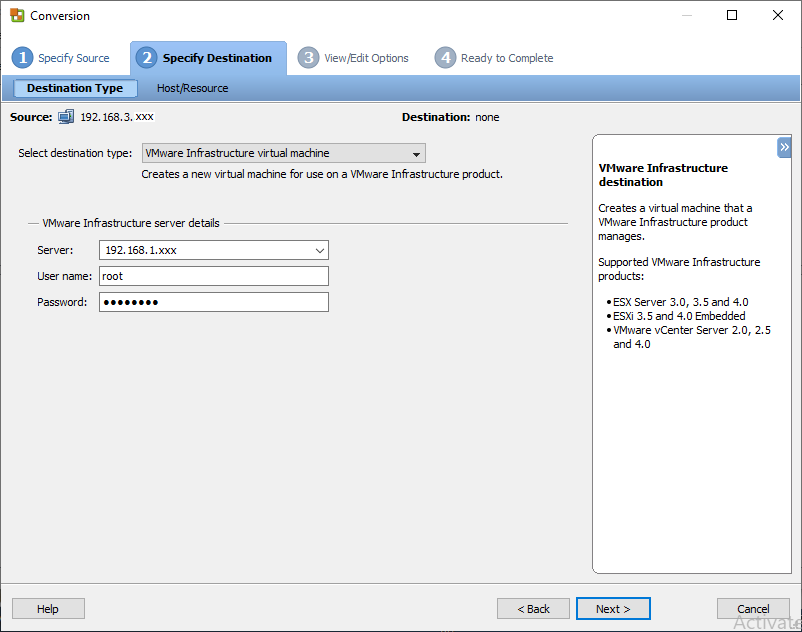 Conversion
1 Specify Source 2 Specify Destination 3 View/Edit Options 4 Ready to Complete
Destination Type Host/Resource
Source: 192.168.3.xxx Destination: none
Select destination type: VMware Infrastructure virtual machine
Creates a new virtual machine for use on a VMware Infrastructure product.
VMware Infrastructure server details
Server: 192.168.1.xxx
User name: root
Password: ●●●●●●●●
»
VMware Infrastructure
destination
Creates a virtual machine that a
VMware Infrastructure product
manages.
Supported VMware Infrastructure
products:
•ESX Server 3.0, 3.5 and 4.0
•ESXi 3.5 and 4.0 Embedded
•VMware vCenter Server 2.0, 2.5
and 4.0
Help < Back Next > Cancel
Activate